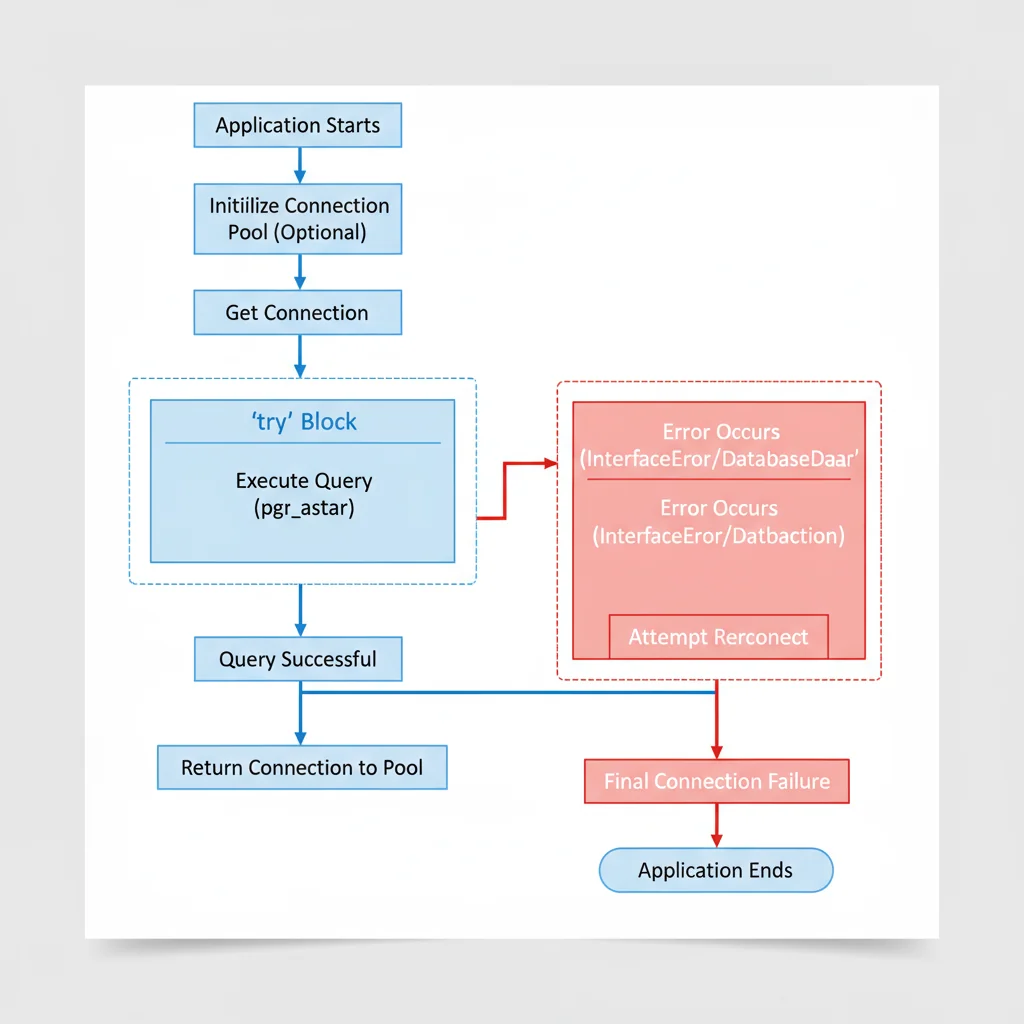 Application Starts
Initiilize Connection
Pool (Optional)
Get Connection
‘try’ Block
Execute Query
(pgr_astar)
Error Occurs
(InterfaceEror/DatabaseDaar’
Error Occurs
(InterfaceEror/Datbaction)
Attempt Rerconect
Query Successful
Return Connection to Pool
Final Connection Failure
Application Ends